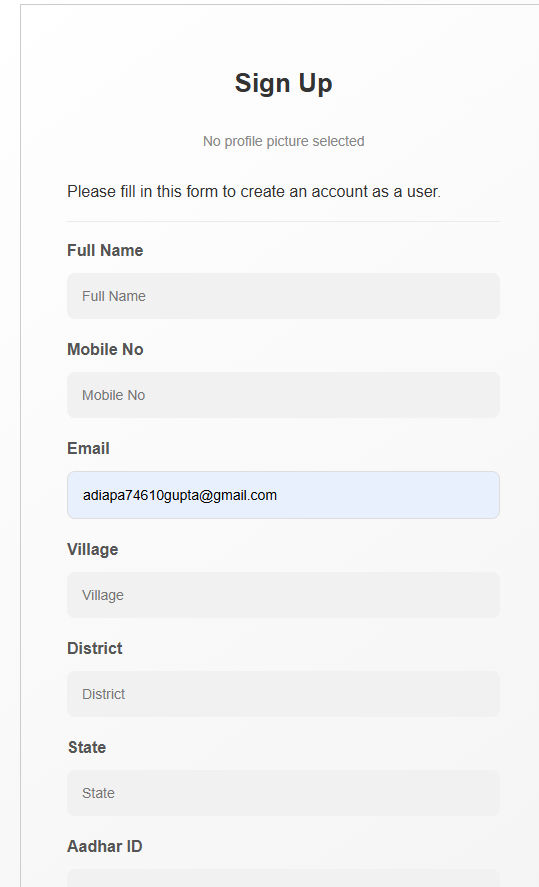 Sign Up
No profile picture selected
Please fill in this form to create an account as a user.
Full Name
Full Name
Mobile No
Mobile No
Email
adiapa74610gupta@gmail.com
Village
Village
District
District
State
State
Aadhar ID